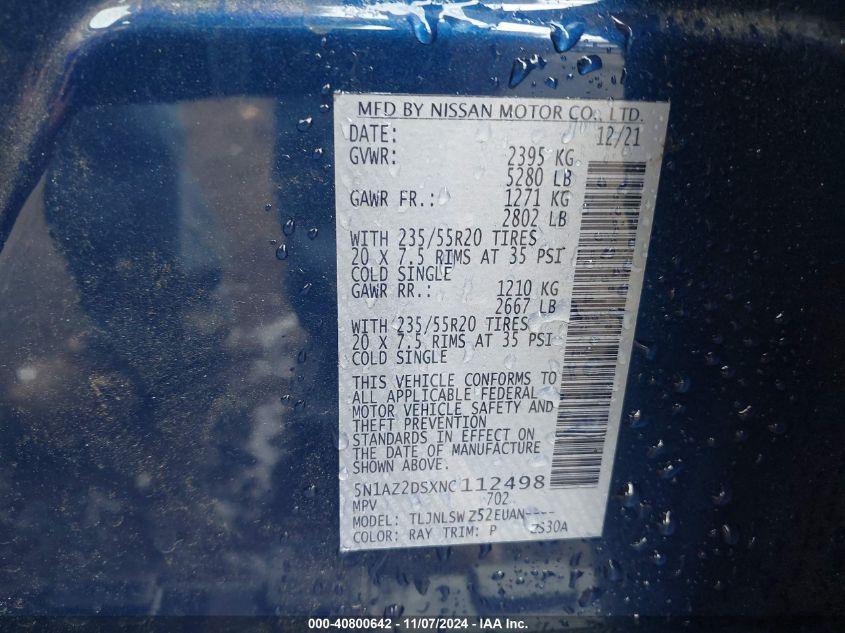 MFD BY NISSAN MOTOR CO., LTD.
DATE: 12/21
GVWR: 2395 KG
5280 LB
GAWR FR.: 1271 KG
2802 LB
WITH 235/55R20 TIRES
20 X 7.5 RIMS AT 35 PSI
COLD SINGLE
GAWR RR.: 1210 KG
2667 LB
WITH 235/55R20 TIRES
20 X 7.5 RIMS AT 35 PSI
COLD SINGLE
THIS VEHICLE CONFORMS TO
ALL APPLICABLE FEDERAL
MOTOR VEHICLE SAFETY AND
THEFT PREVENTION
STANDARDS IN EFFECT ON
THE DATE OF MANUFACTURE
SHOWN ABOVE.
5N1AZ2DSXNC112498
MPV 702
MODEL: TLJNLSWZ52EUAN----
COLOR: RAY TRIM: P ZS30A
000-40800642 - 11/07/2024 - IAA Inc.